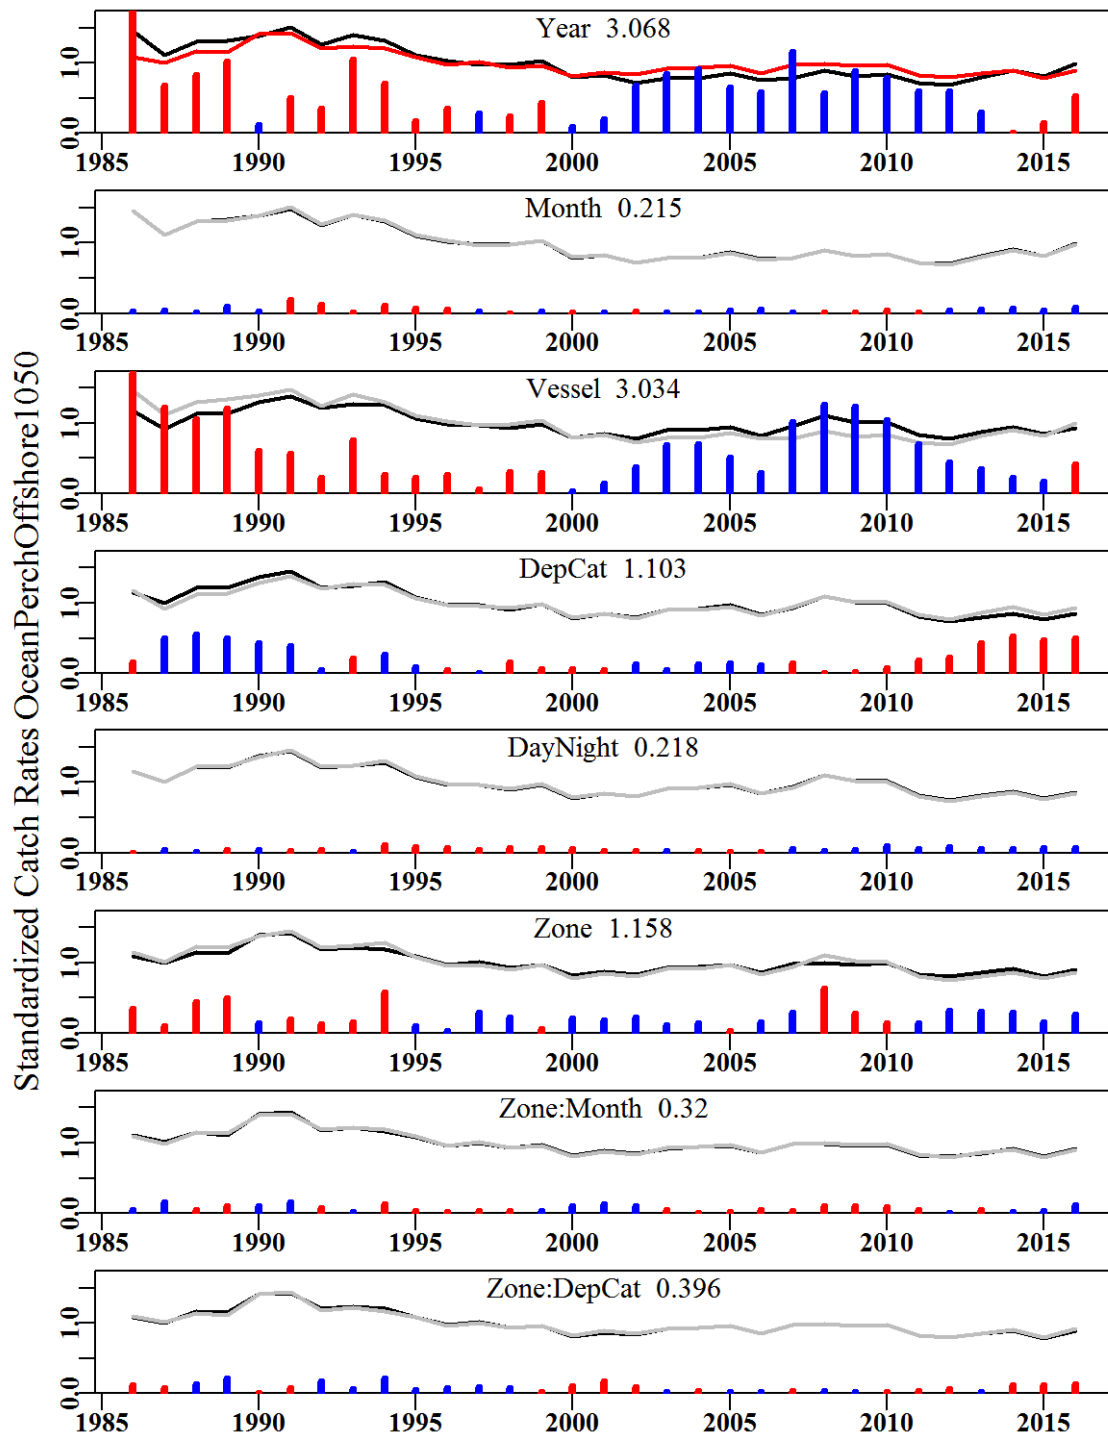 Standardized Catch Rates OceanPerchOffshore1050
Year 3.068
0.0 1.0
1985 1990 1995 2000 2005 2010 2015
Month 0.215
0.0 1.0
1985 1990 1995 2000 2005 2010 2015
Vessel 3.034
0.0 1.0
1985 1990 1995 2000 2005 2010 2015
DepCat 1.103
0.0 1.0
1985 1990 1995 2000 2005 2010 2015
DayNight 0.218
0.0 1.0
1985 1990 1995 2000 2005 2010 2015
Zone 1.158
0.0 1.0
1985 1990 1995 2000 2005 2010 2015
Zone:Month 0.32
0.0 1.0
1985 1990 1995 2000 2005 2010 2015
Zone:DepCat 0.396
0.0 1.0
1985 1990 1995 2000 2005 2010 2015